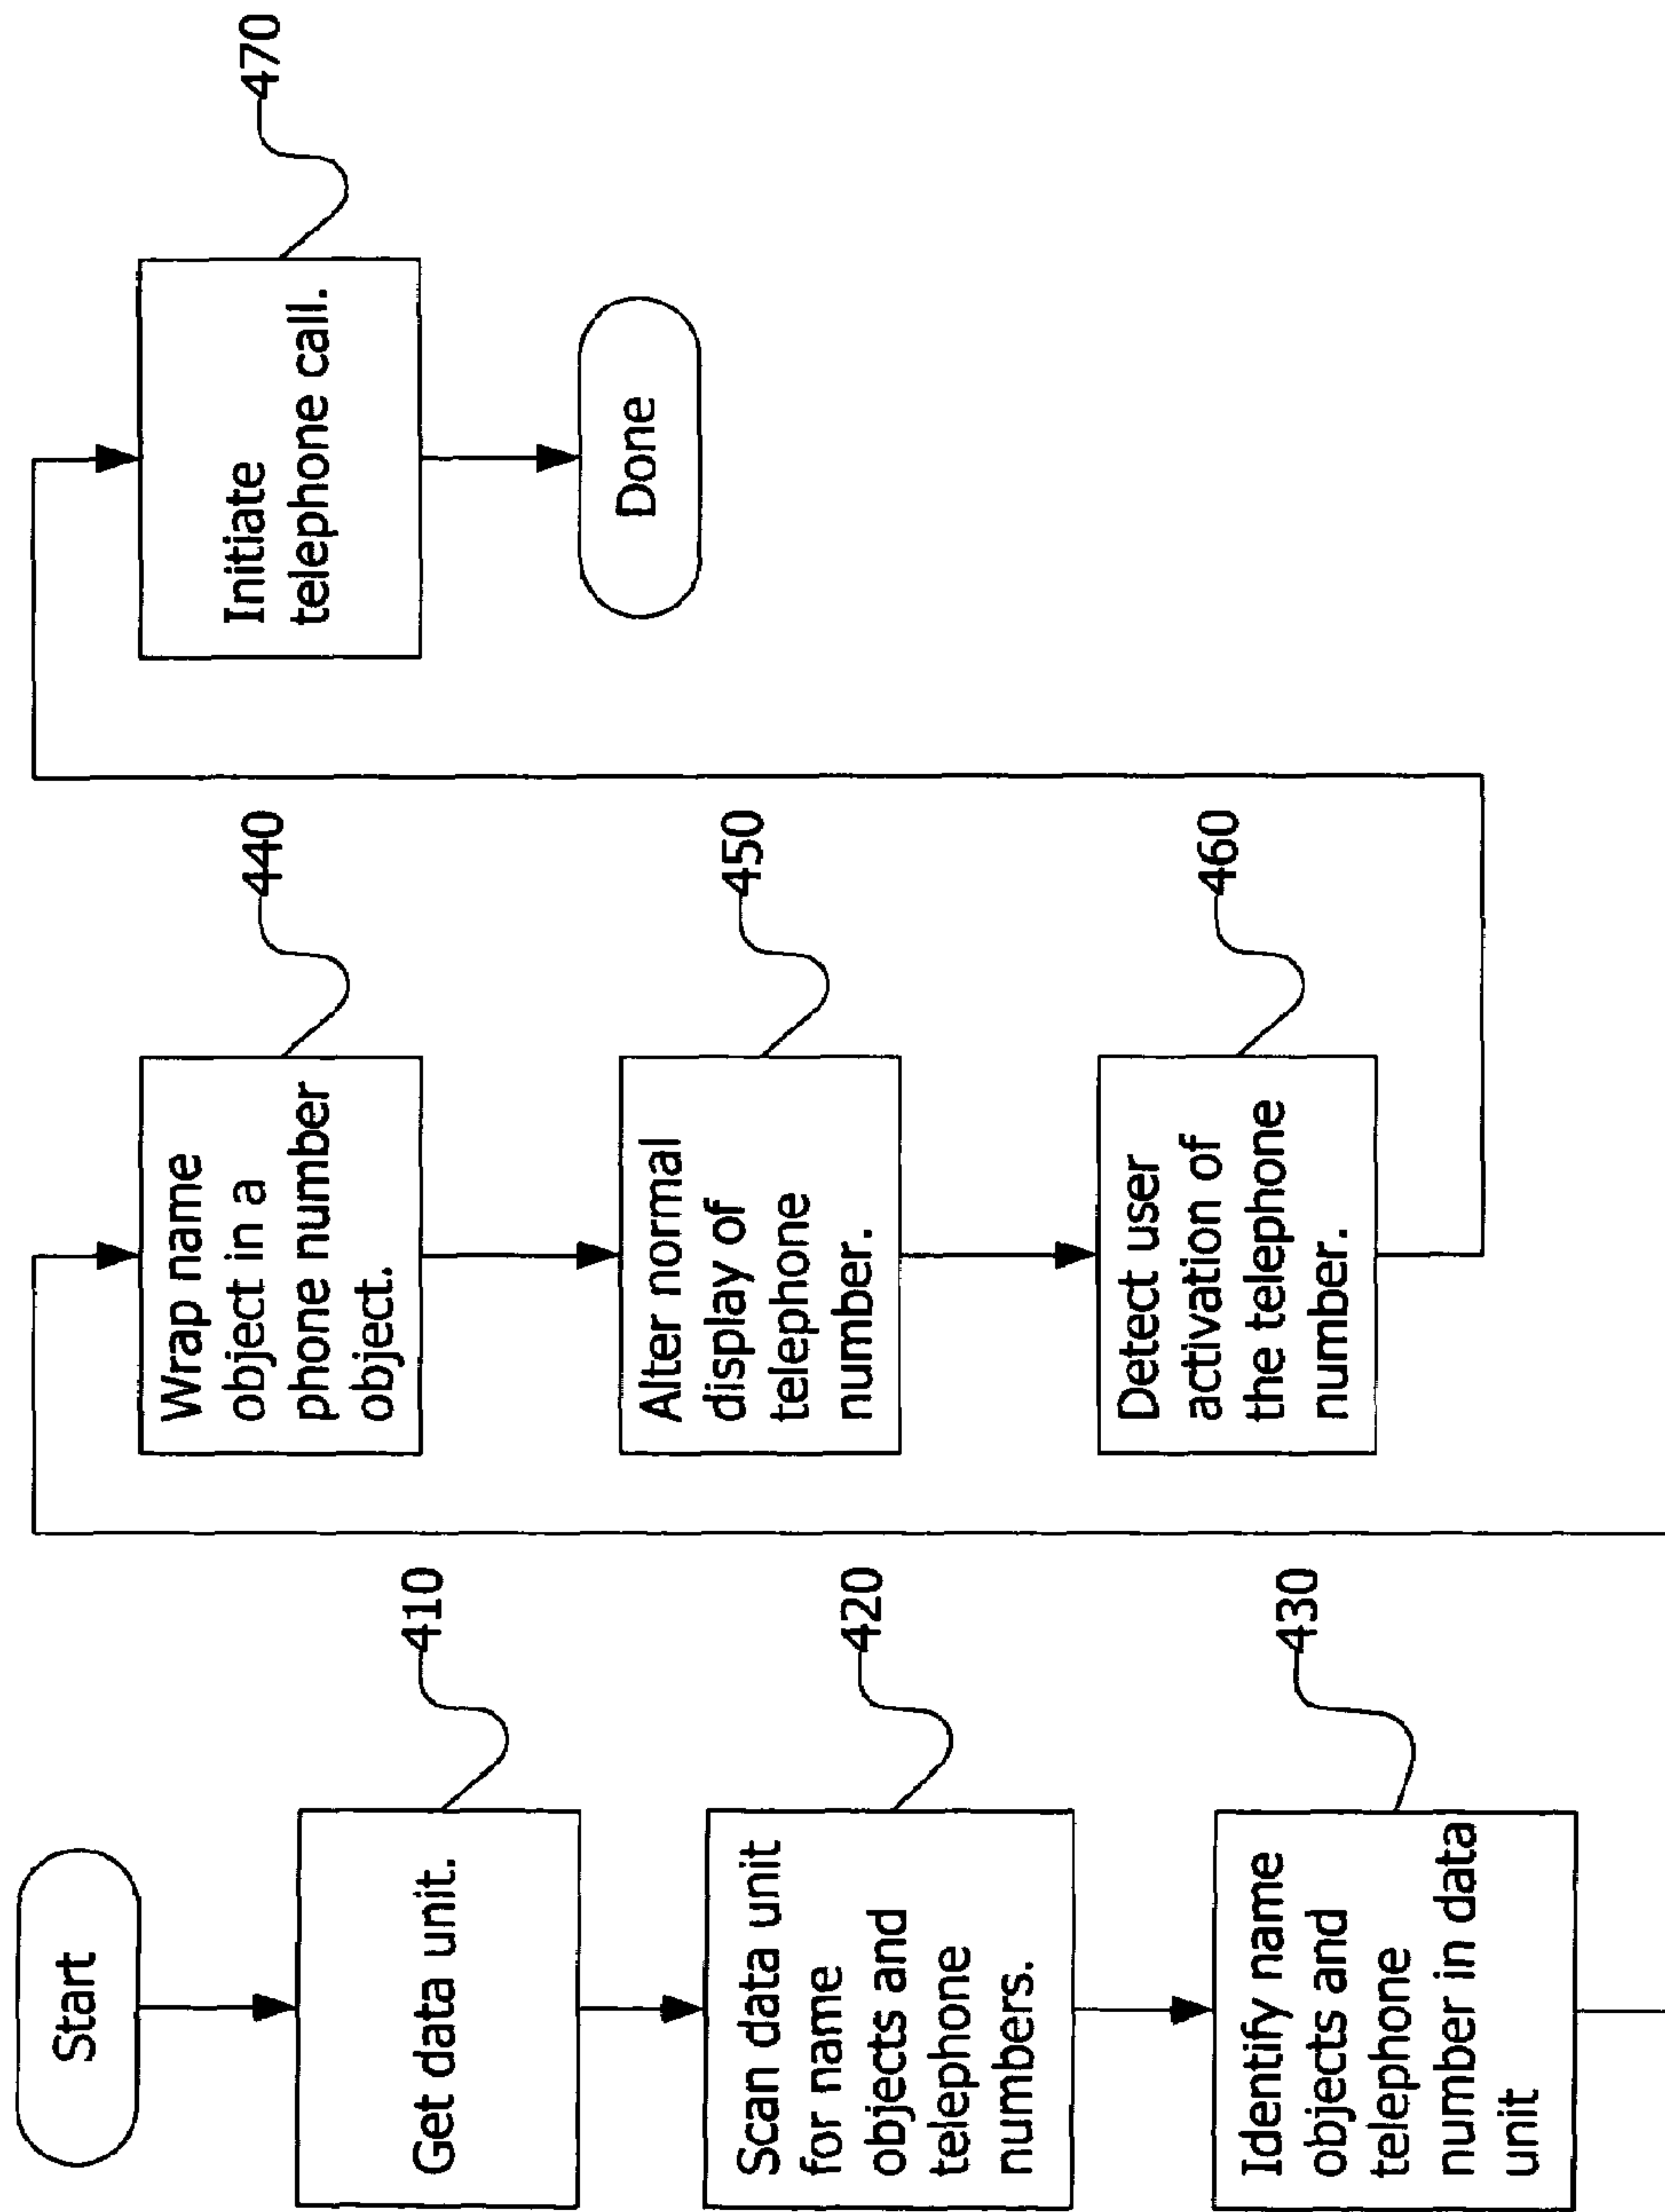 Start
Get data unit.
410
Scan data unit
for name
objects and
telephone
numbers.
420
Identify name
objects and
telephone
number in data
unit
430
Wrap name
object in a
phone number
object.
440
Alter normal
display of
telephone
number.
450
Detect user
activation of
the telephone
number.
460
Initiate
telephone call.
470
Done